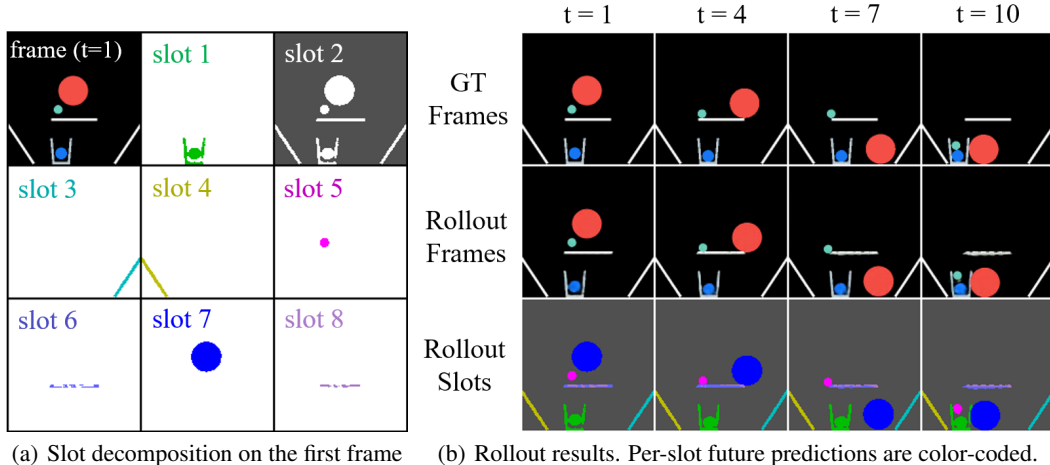 frame (t=1)
slot 1
slot 2
slot 3
slot 4
slot 5
slot 6
slot 7
slot 8
(a) Slot decomposition on the first frame
t = 1
t = 4
t = 7
t = 10
GT
Frames
Rollout
Frames
Rollout
Slots
(b) Rollout results. Per-slot future predictions are color-coded.